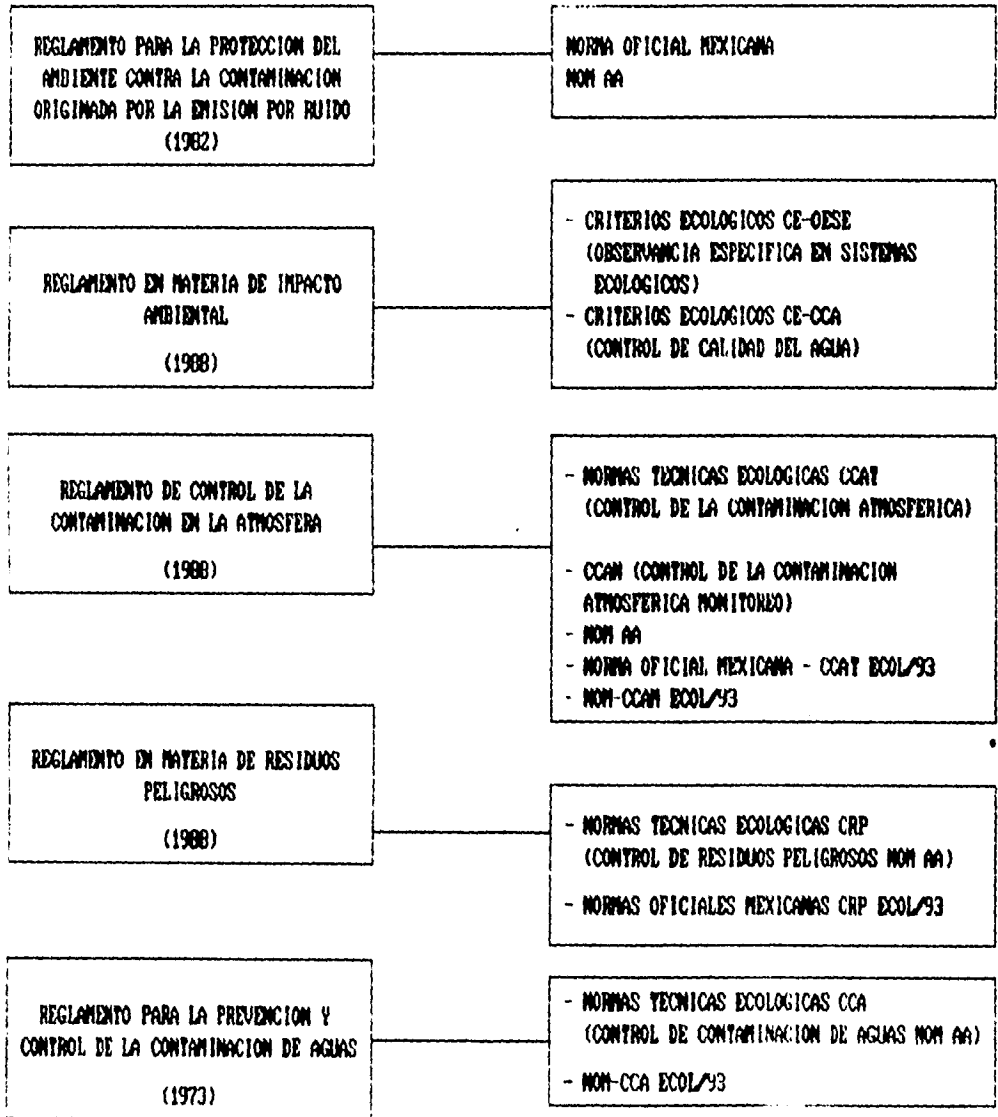 REGLAMENTO PARA LA PROTECCION DEL
AMBIENTE CONTRA LA CONTAMINACION
ORIGINADA POR LA EMISION POR RUIDO
(1982)
NORMA OFICIAL MEXICANA
NOM AA
REGLAMENTO EN MATERIA DE IMPACTO
AMBIENTAL
(1988)
- CRITERIOS ECOLOGICOS CE-OESE
(OBSERVANCIA ESPECIFICA EN SISTEMAS
ECOLOGICOS)
- CRITERIOS ECOLOGICOS CE-CCA
(CONTROL DE CALIDAD DEL AGUA)
REGLAMENTO DE CONTROL DE LA
CONTAMINACION EN LA ATMOSFERA
(1988)
- NORMAS TECNICAS ECOLOGICAS CCAT
(CONTROL DE LA CONTAMINACION ATMOSFERICA)
- CCAM (CONTROL DE LA CONTAMINACION
ATMOSFERICA MONITOREO)
- NOM AA
- NORMA OFICIAL MEXICANA - CCAT ECOL/93
- NOM-CCAM ECOL/93
REGLAMENTO EN MATERIA DE RESIDUOS
PELIGROSOS
(1988)
- NORMAS TECNICAS ECOLOGICAS CRP
(CONTROL DE RESIDUOS PELIGROSOS NOM AA)
- NORMAS OFICIALES MEXICANAS CRP ECOL/93
REGLAMENTO PARA LA PREVENCION Y
CONTROL DE LA CONTAMINACION DE AGUAS
(1973)
- NORMAS TECNICAS ECOLOGICAS CCA
(CONTROL DE CONTAMINACION DE AGUAS NOM AA)
- NOM-CCA ECOL/93